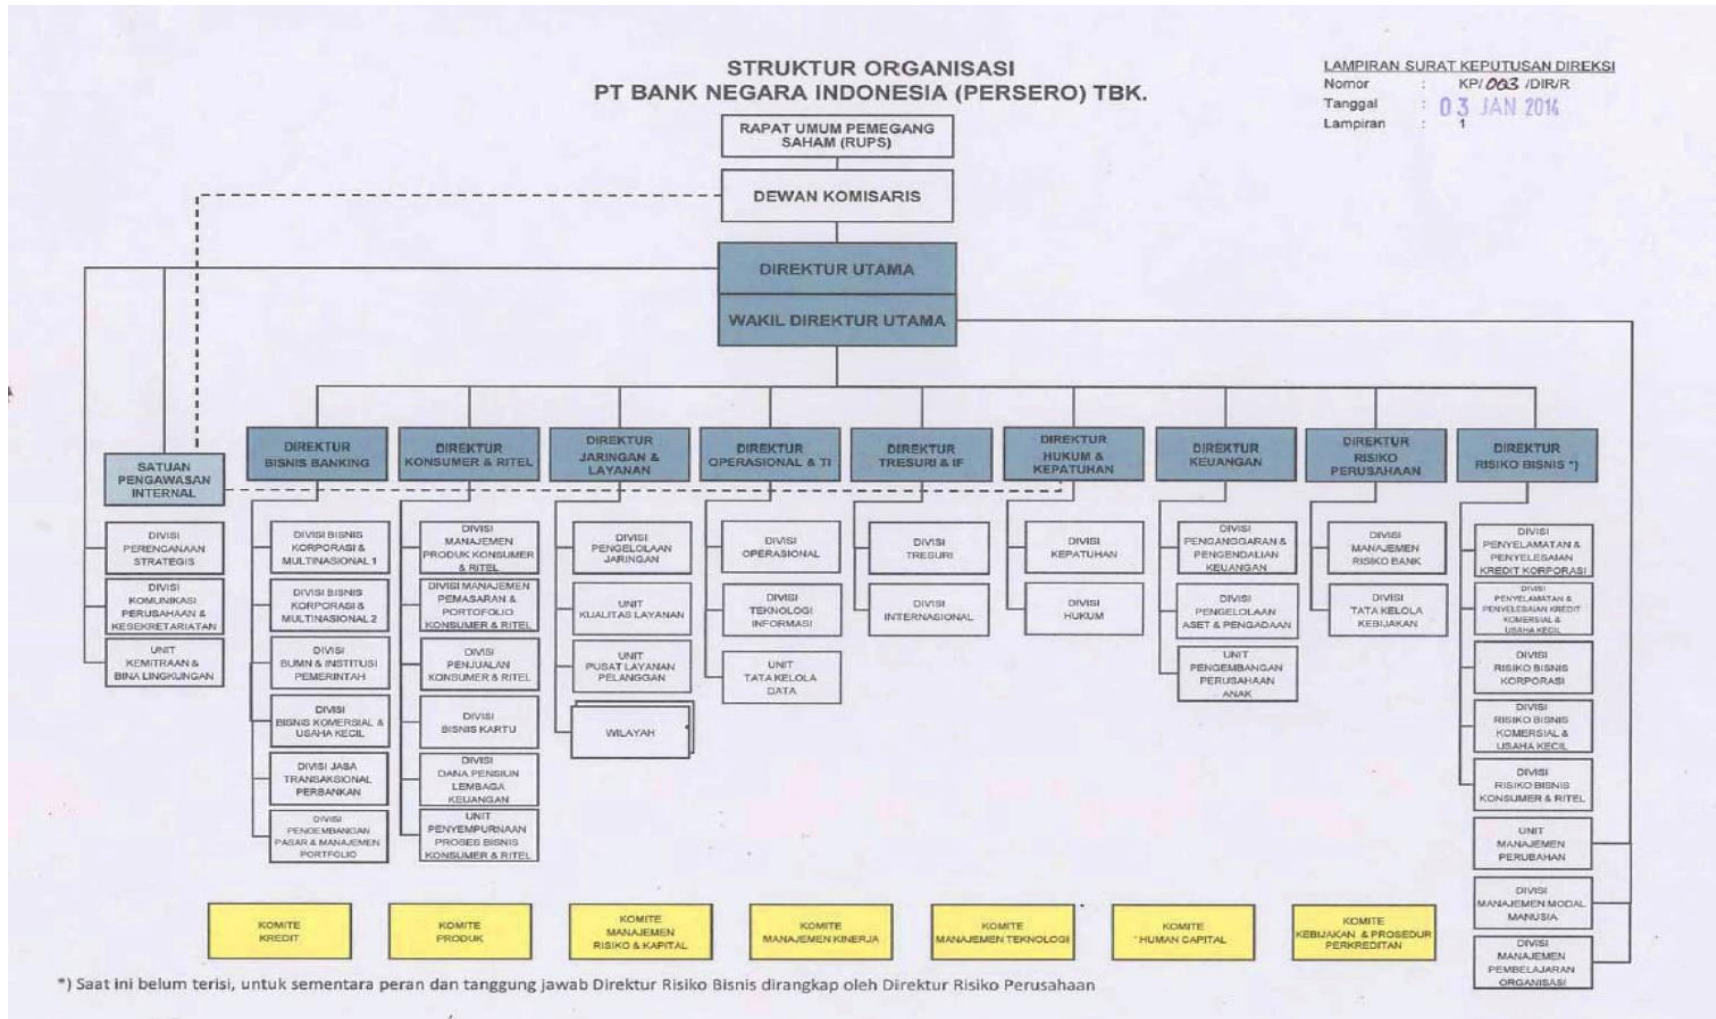 STRUKTUR ORGANISASI
PT BANK NEGARA INDONESIA (PERSERO) TBK.
LAMPIRAN SURAT KEPUTUSAN DIREKSI
Nomor : KP/003 /DIR/R
Tanggal : 03 JAN 2014
Lampiran : 1
RAPAT UMUM PEMEGANG
SAHAM (RUPS)
DEWAN KOMISARIS
DIREKTUR UTAMA
WAKIL DIREKTUR UTAMA
SATUAN
PENGAWASAN
INTERNAL
DIVISI
PERENCANAAN
STRATEGIS
DIVISI
KOMUNIKASI
PERUSAHAAN &
KESEKRETARIATAN
UNIT
KEMITRAAN &
BINA LINGKUNGAN
DIREKTUR
BISNIS BANKING
DIVISI BISNIS
KORPORASI &
MULTINASIONAL 1
DIVISI BISNIS
KORPORASI &
MULTINASIONAL 2
DIVISI
BUMN & INSTITUSI
PEMERINTAH
DIVISI
BISNIS KOMERSIAL &
USAHA KECIL
DIVISI JASA
TRANSAKSIONAL
PERBANKAN
DIVISI
PENGEMBANGAN
PASAR & MANAJEMEN
PORTFOLIO
DIREKTUR
KONSUMER & RITEL
DIVISI
MANAJEMEN
PRODUK KONSUMER
& RITEL
DIVISI MANAJEMEN
PEMASARAN &
PORTOFOLIO
KONSUMER & RITEL
DIVISI
PENJUALAN
KONSUMER & RITEL
DIVISI
BISNIS KARTU
DIVISI
DANA PENSIUN
LEMBAGA
KEUANGAN
UNIT
PENYEMPURNAAN
PROSES BISNIS
KONSUMER & RITEL
DIREKTUR
JARINGAN &
LAYANAN
DIVISI
PENGELOLAAN
JARINGAN
UNIT
KUALITAS LAYANAN
UNIT
PUSAT LAYANAN
PELANGGAN
WILAYAH
DIREKTUR
OPERASIONAL & TI
DIVISI
OPERASIONAL
DIVISI
TEKNOLOGI
INFORMASI
UNIT
TATA KELOLA
DATA
DIREKTUR
TRESURI & IF
DIVISI
TRESURI
DIVISI
INTERNASIONAL
DIREKTUR
HUKUM &
KEPATUHAN
DIVISI
KEPATUHAN
DIVISI
HUKUM
DIREKTUR
KEUANGAN
DIVISI
PENGANGGARAN &
PENGENDALIAN
KEUANGAN
DIVISI
PENGELOLAAN
ASET & PENGADAAN
UNIT
PENGEMBANGAN
PERUSAHAAN
ANAK
DIREKTUR
RISIKO
PERUSAHAAN
DIVISI
MANAJEMEN
RISIKO BANK
DIVISI
TATA KELOLA
KEBIJAKAN
DIREKTUR
RISIKO BISNIS *)
DIVISI
PENYELAMATAN &
PENYELESAIAN
KREDIT KORPORASI
DIVISI
PENYELAMATAN &
PENYELESAIAN KREDIT
KOMERSIAL &
USAHA KECIL
DIVISI
RISIKO BISNIS
KORPORASI
DIVISI
RISIKO BISNIS
KOMERSIAL &
USAHA KECIL
DIVISI
RISIKO BISNIS
KONSUMER & RITEL
UNIT
MANAJEMEN
PERUBAHAN
DIVISI
MANAJEMEN MODAL
MANUSIA
DIVISI
MANAJEMEN
PEMBELAJARAN
ORGANISASI
KOMITE
KREDIT
KOMITE
PRODUK
KOMITE
MANAJEMEN
RISIKO & KAPITAL
KOMITE
MANAJEMEN KINERJA
KOMITE
MANAJEMEN TEKNOLOGI
KOMITE
HUMAN CAPITAL
KOMITE
KEBIJAKAN & PROSEDUR
PERKREDITAN
*) Saat ini belum terisi, untuk sementara peran dan tanggung jawab Direktur Risiko Bisnis dirangkap oleh Direktur Risiko Perusahaan